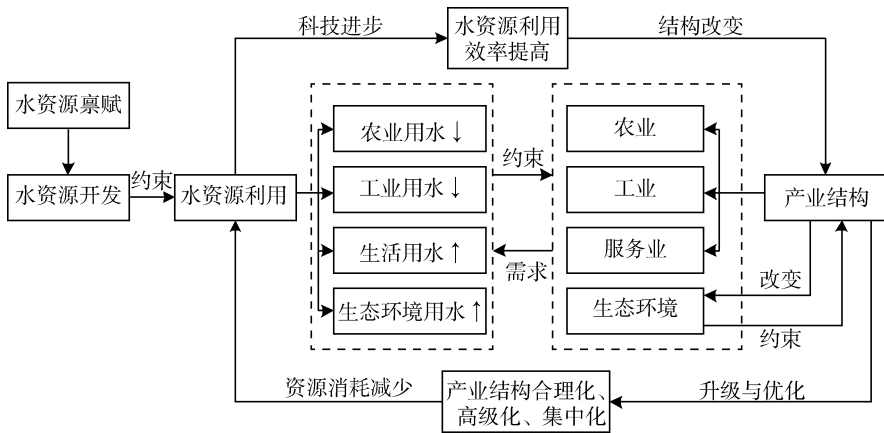 科技进步
水资源利用
效率提高
结构改变
水资源禀赋
农业用水↓
农业
约束
水资源开发
约束
水资源利用
工业用水↓
工业
产业结构
生活用水↑
服务业
需求
改变
生态环境用水↑
生态环境
约束
资源消耗减少
产业结构合理化、
高级化、集中化
升级与优化